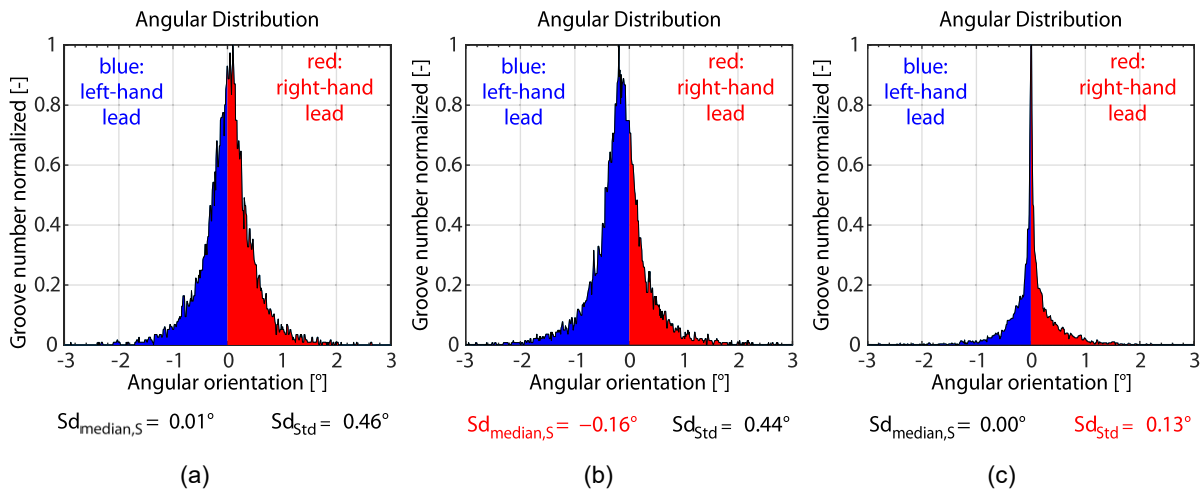 Angular Distribution
1
0.8
0.6
0.4
0.2
0
Groove number normalized [-]
blue:
left-hand
lead
red:
right-hand
lead
-3 -2 -1 0 1 2 3
Angular orientation [°]
Sd_median,S = 0.01° Sd_Std = 0.46°
(a)
Angular Distribution
1
0.8
0.6
0.4
0.2
0
Groove number normalized [-]
blue:
left-hand
lead
red:
right-hand
lead
-3 -2 -1 0 1 2 3
Angular orientation [°]
Sd_median,S = −0.16° Sd_Std = 0.44°
(b)
Angular Distribution
1
0.8
0.6
0.4
0.2
0
Groove number normalized [-]
blue:
left-hand
lead
red:
right-hand
lead
-3 -2 -1 0 1 2 3
Angular orientation [°]
Sd_median,S = 0.00° Sd_Std = 0.13°
(c)